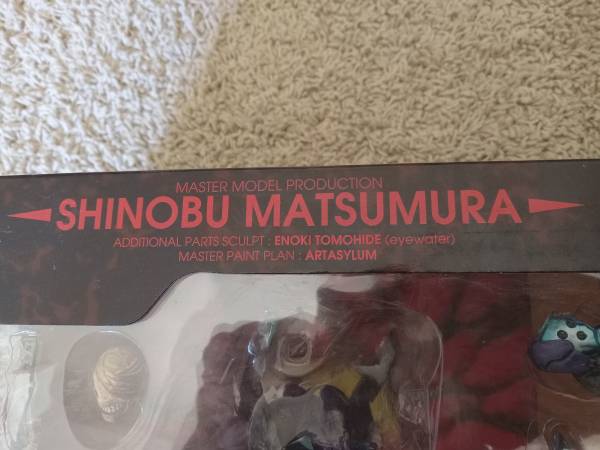 MASTER MODEL PRODUCTION
SHINOBU MATSUMURA
ADDITIONAL PARTS SCULPT : ENOKI TOMOHIDE (eyewater)
MASTER PAINT PLAN : ARTASYLUM